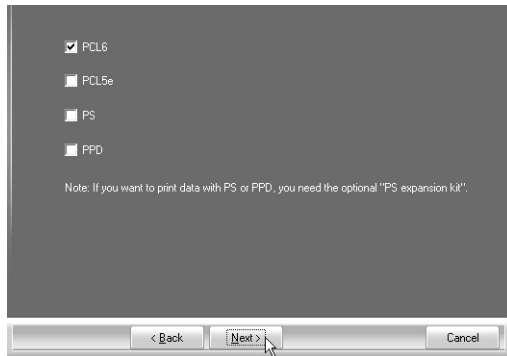 PCL6
PCL5e
PS
PPD
Note: If you want to print data with PS or PPD, you need the optional "PS expansion kit".
< Back Next > Cancel